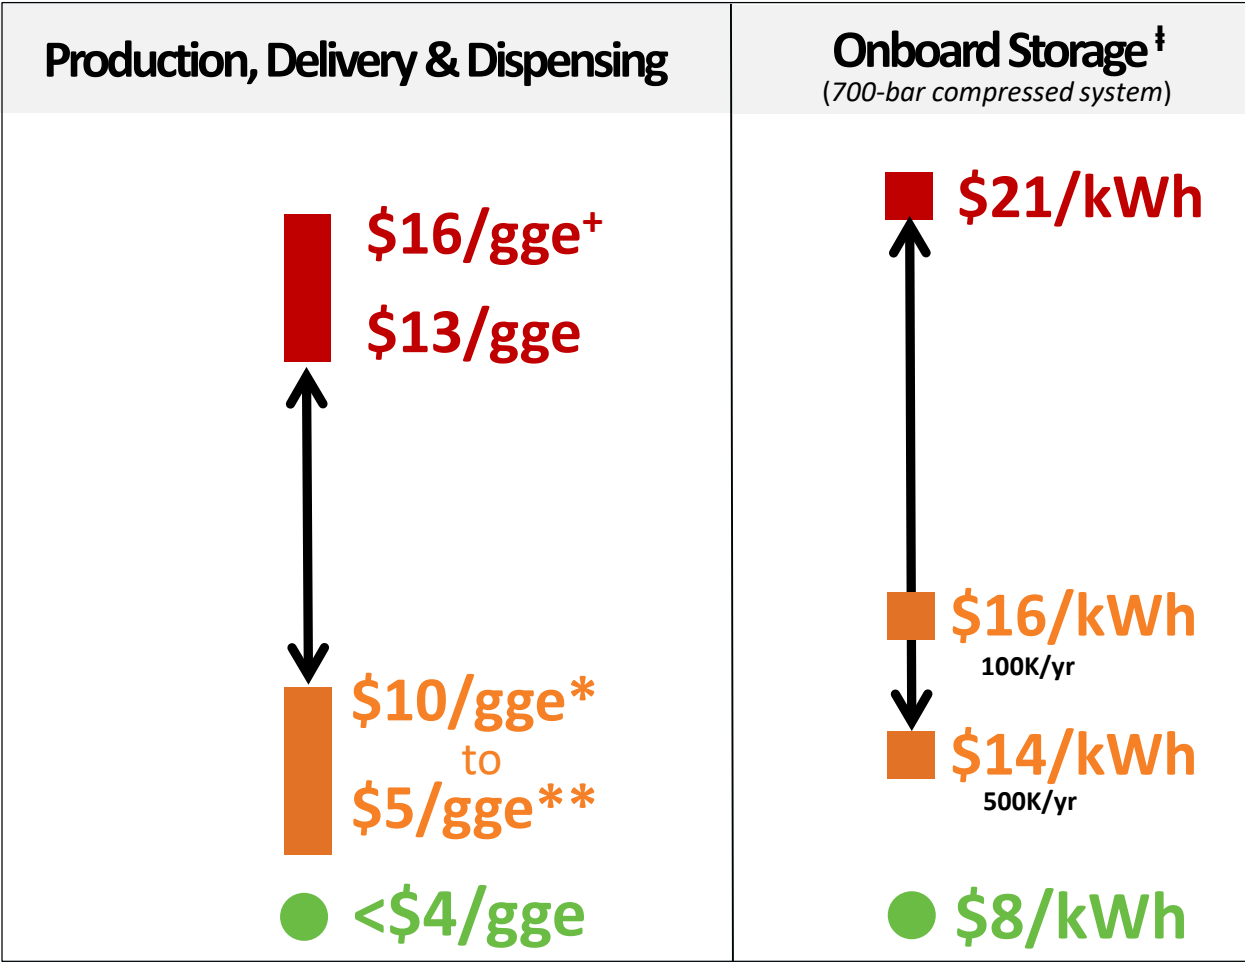 Production, Delivery & Dispensing
$16/gge+
$13/gge
$10/gge*
to
$5/gge**
<$4/gge
Onboard Storage ǂ
(700-bar compressed system)
$21/kWh
$16/kWh
100K/yr
$14/kWh
500K/yr
$8/kWh